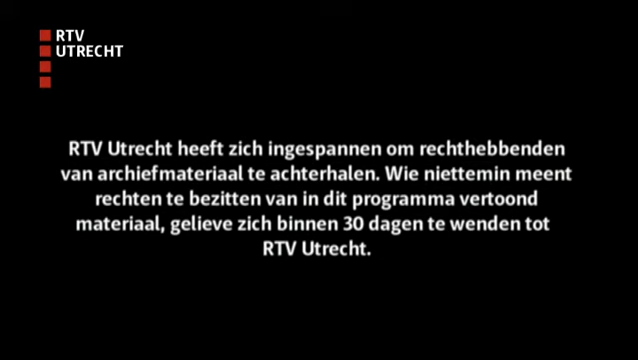 RTV
UTRECHT
RTV Utrecht heeft zich ingespannen om rechthebbenden
van archiefmateriaal te achterhalen. Wie niettemin meent
rechten te bezitten van in dit programma vertoond
materiaal, gelieve zich binnen 30 dagen te wenden tot
RTV Utrecht.